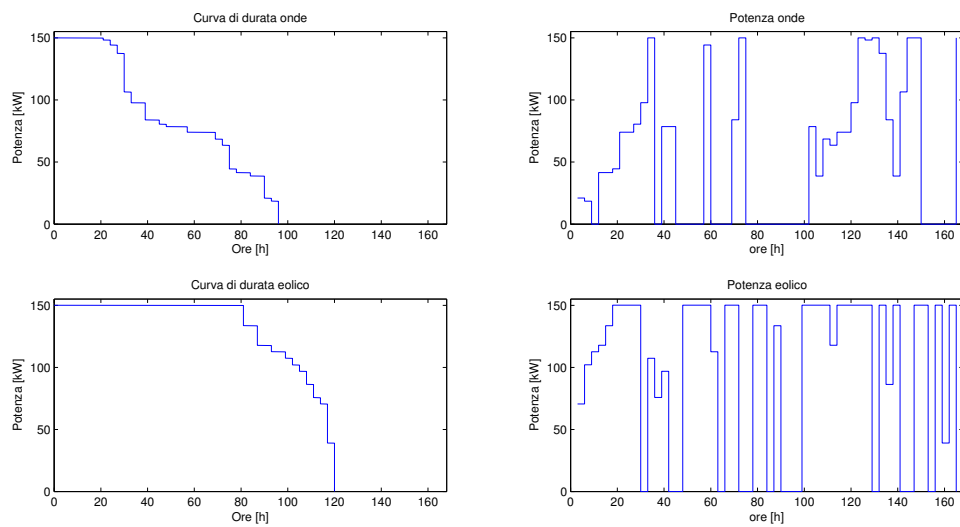 Curva di durata onde
Potenza [kW]
150
100
50
0
0 20 40 60 80 100 120 140 160
Ore [h]
Potenza onde
Potenza [kW]
150
100
50
0
0 20 40 60 80 100 120 140 160
ore [h]
Curva di durata eolico
Potenza [kW]
150
100
50
0
0 20 40 60 80 100 120 140 160
Ore [h]
Potenza eolico
Potenza [kW]
150
100
50
0
0 20 40 60 80 100 120 140 160
ore [h]